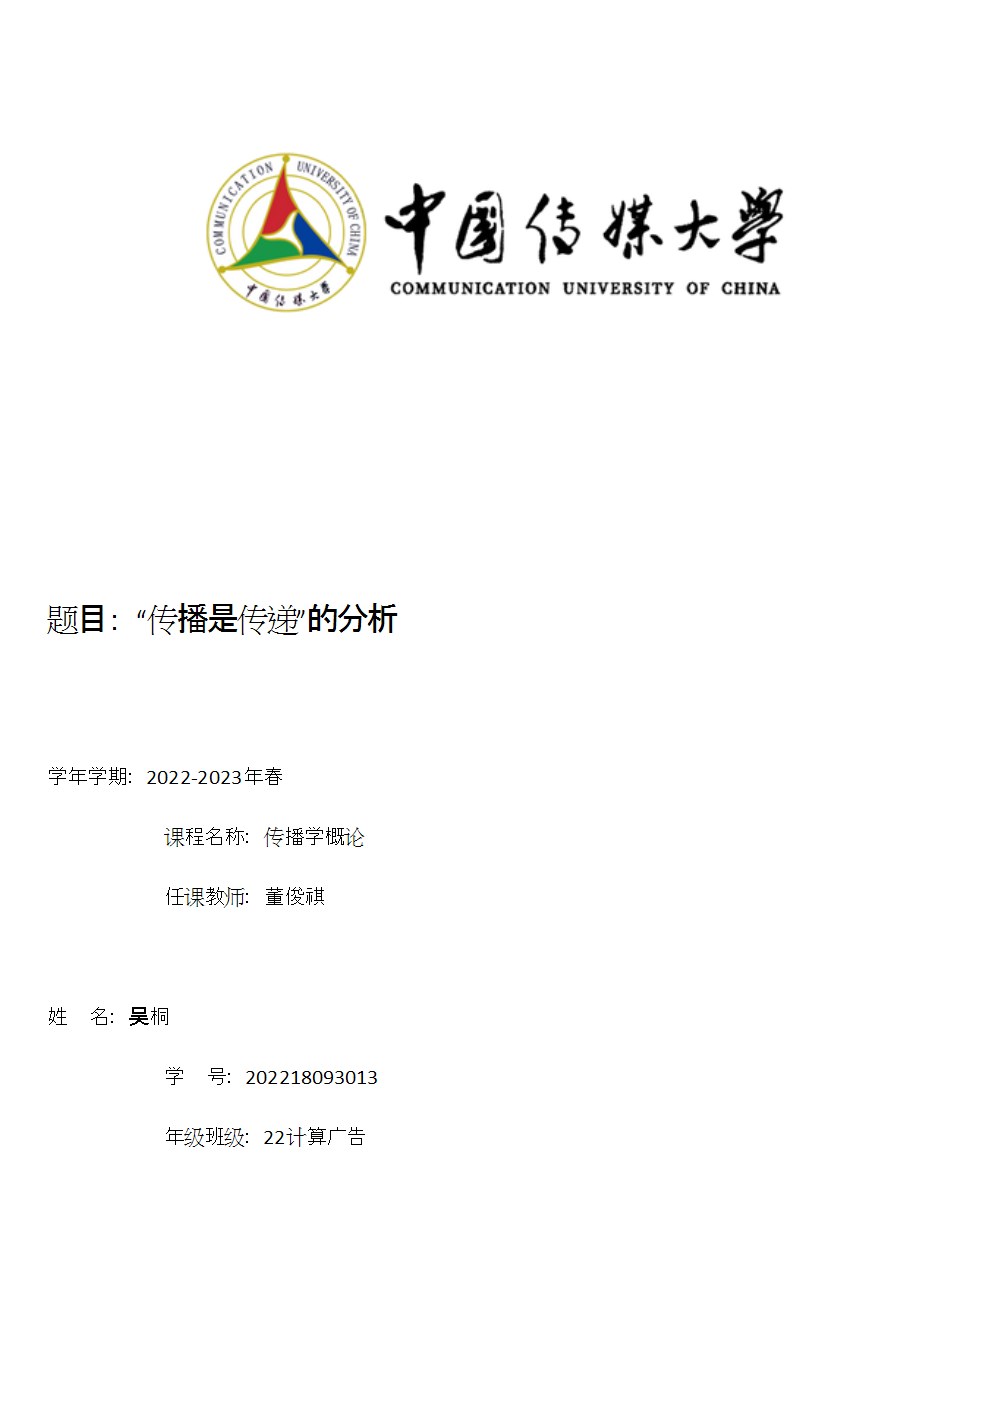 COMMUNICATION UNIVERSITY OF CHINA
中国传媒大学
中国传媒大学
COMMUNICATION UNIVERSITY OF CHINA
题目：“传播是传递”的分析
学年学期: 2022-2023年春
课程名称: 传播学概论
任课教师: 董俊祺
姓 名: 吴桐
学 号: 202218093013
年级班级: 22计算广告